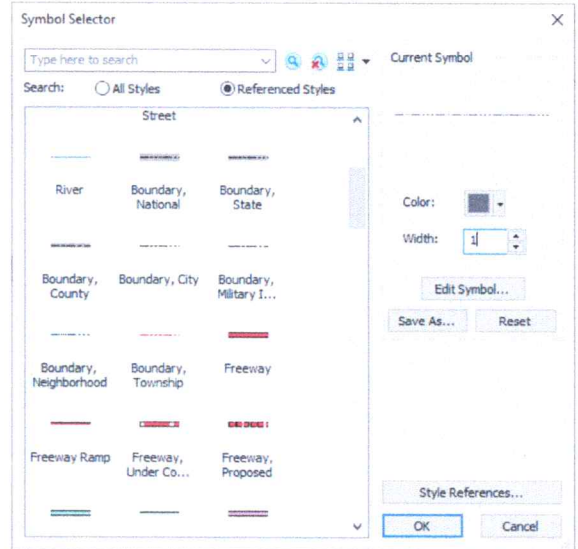 Symbol Selector
Type here to search
Current Symbol
Search:
All Styles
Referenced Styles
Street
River
Boundary,
National
Boundary,
State
Color:
Width:
1
Boundary,
County
Boundary, City
Boundary,
Military I...
Edit Symbol...
Save As...
Reset
Boundary,
Neighborhood
Boundary,
Township
Freeway
Freeway Ramp
Freeway,
Under Co...
Freeway,
Proposed
Style References...
OK
Cancel